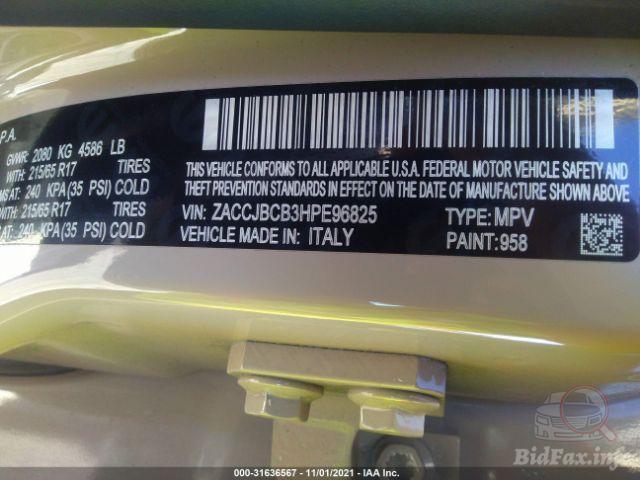 P.A.
GVWR: 2080 KG 4586 LB
WITH: 215/65 R17 TIRES
MS AT: 240 KPA (35 PSI) COLD
WITH: 215/65 R17 TIRES
AT: 240 KPA (35 PSI) COLD
THIS VEHICLE CONFORMS TO ALL APPLICABLE U.S.A. FEDERAL MOTOR VEHICLE SAFETY AND
THEFT PREVENTION STANDARDS IN EFFECT ON THE DATE OF MANUFACTURE SHOWN ABOVE.
VIN: ZACCJBCB3HPE96825 TYPE: MPV
VEHICLE MADE IN: ITALY PAINT:958
000-31636567 - 11/01/2021 - IAA Inc.
BidFax.info